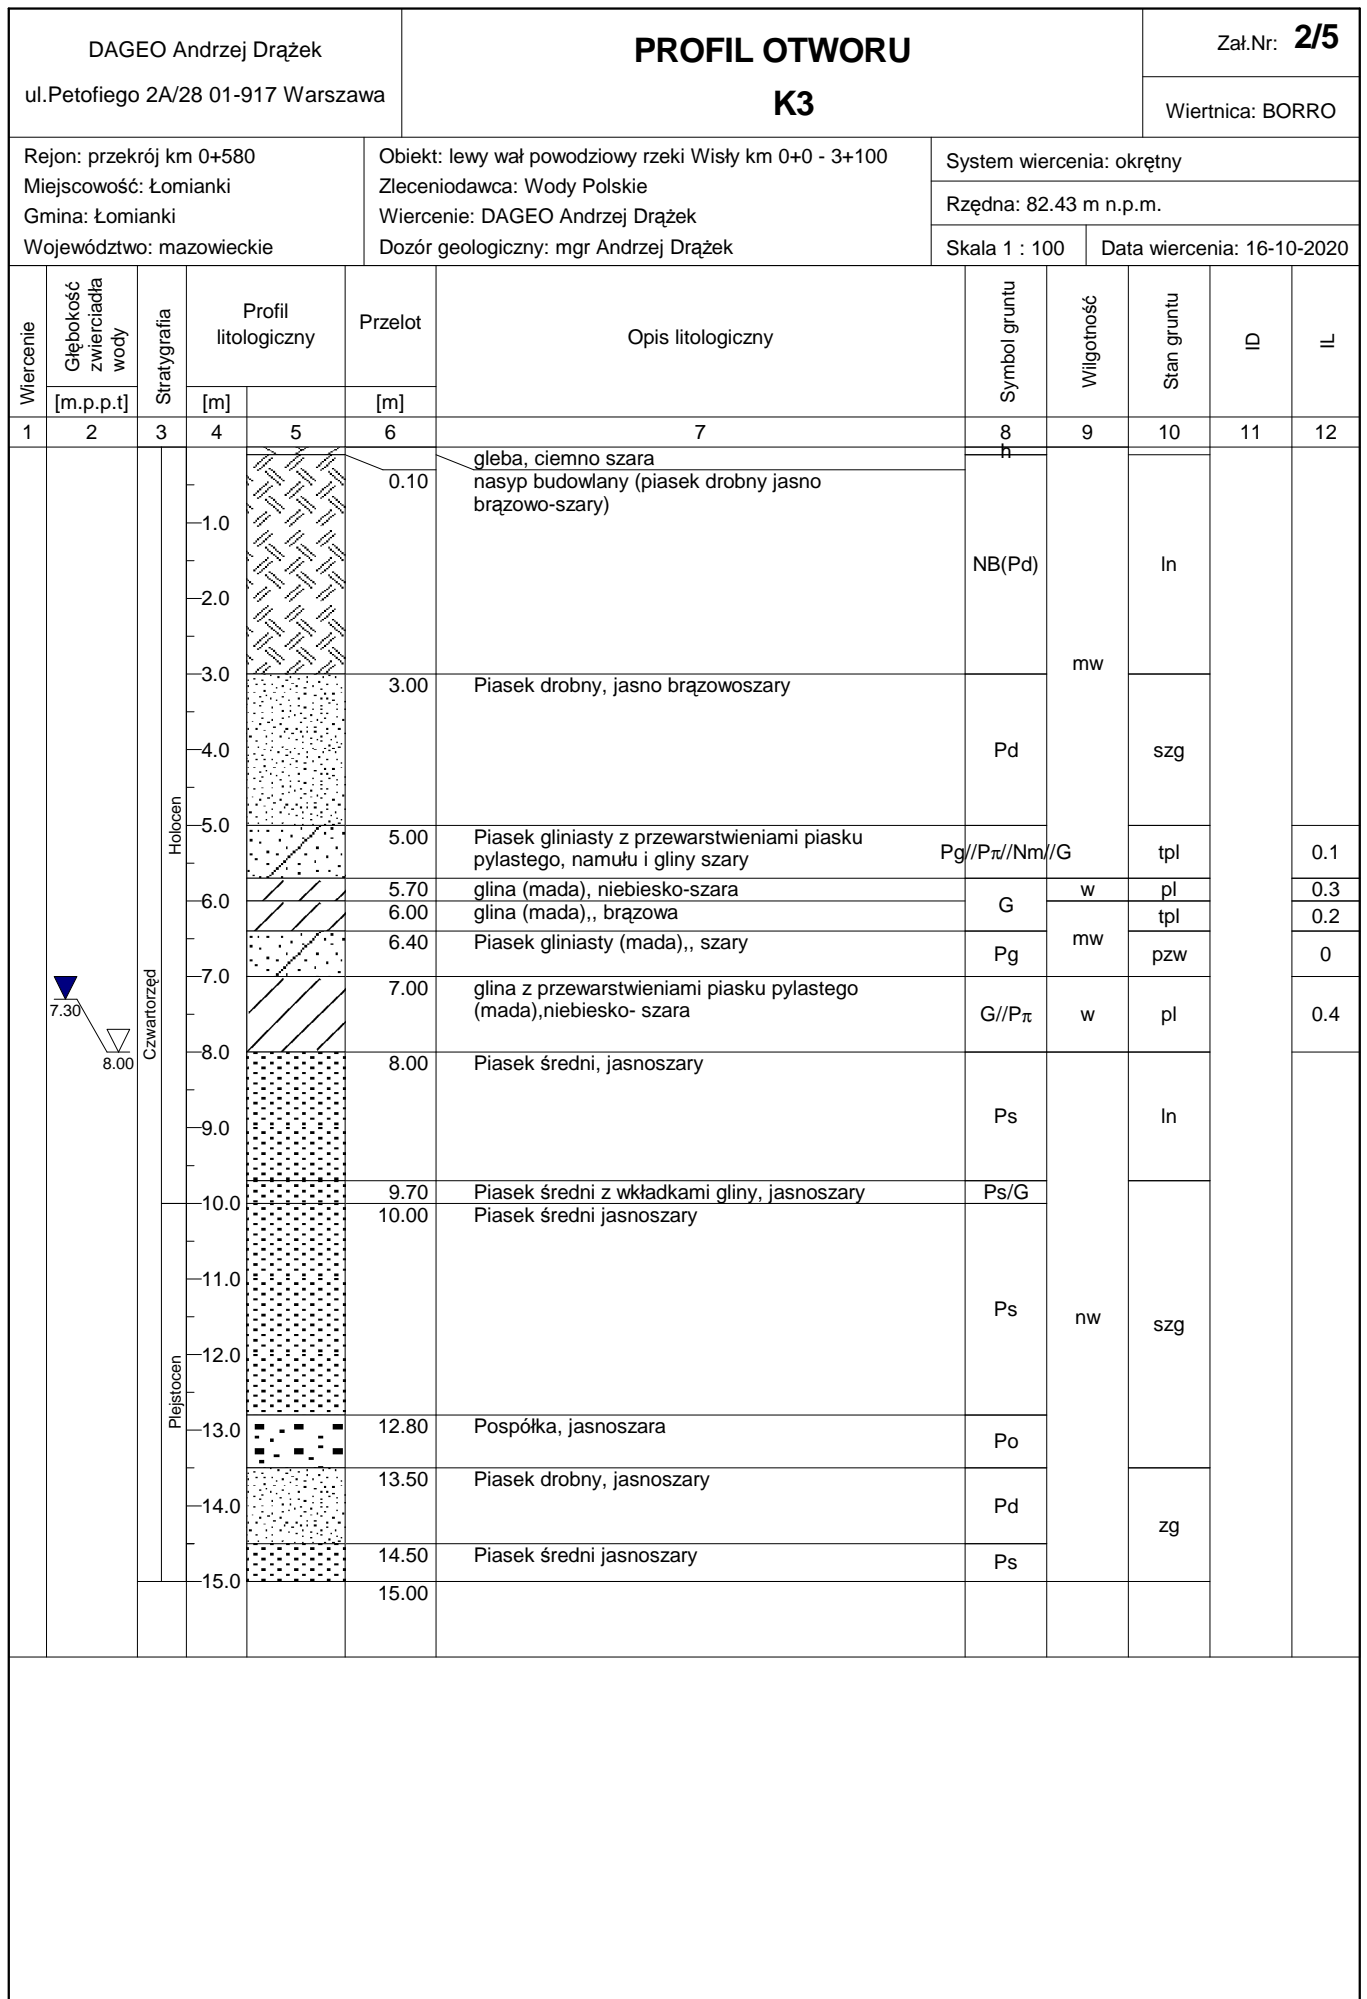 DAGEO Andrzej Drążek
ul.Petofiego 2A/28 01-917 Warszawa
PROFIL OTWORU
K3
Zał.Nr: 2/5
Wiertnica: BORRO
Rejon: przekrój km 0+580
Miejscowość: Łomianki
Gmina: Łomianki
Województwo: mazowieckie
Obiekt: lewy wał powodziowy rzeki Wisły km 0+0 - 3+100
Zleceniodawca: Wody Polskie
Wiercenie: DAGEO Andrzej Drążek
Dozór geologiczny: mgr Andrzej Drążek
System wiercenia: okrętny
Rzędna: 82.43 m n.p.m.
Skala 1 : 100
Data wiercenia: 16-10-2020
Wiercenie
Głębokość
zwierciadła
wody
[m.p.p.t]
Stratygrafia
Profil
litologiczny
[m]
Przelot
[m]
Opis litologiczny
Symbol gruntu
Wilgotność
Stan gruntu
ID
IL
1 2 3 4 5 6 7 8 9 10 11 12
gleba, ciemno szara h
0.10 nasyp budowlany (piasek drobny jasno
brązowo-szary)
1.0
NB(Pd) ln
2.0
mw
3.0
3.00 Piasek drobny, jasno brązowoszary
4.0 Pd szg
Holocen
5.0
5.00 Piasek gliniasty z przewarstwieniami piasku
pylastego, namułu i gliny szary
Pg//Pπ//Nm//G tpl 0.1
5.70 glina (mada), niebiesko-szara w pl 0.3
6.0 G
6.00 glina (mada),, brązowa tpl 0.2
6.40 Piasek gliniasty (mada),, szary mw
Pg pzw 0
7.0
7.00 glina z przewarstwieniami piasku pylastego
(mada),niebiesko- szara
7.30 G//Pπ w pl 0.4
Czwartorzęd
8.0
8.00
8.00 Piasek średni, jasnoszary
Ps ln
9.0
9.70 Piasek średni z wkładkami gliny, jasnoszary Ps/G
10.0
10.00 Piasek średni jasnoszary
11.0
Ps nw szg
12.0
Plejstocen
13.0
12.80 Pospółka, jasnoszara
Po
13.50 Piasek drobny, jasnoszary
14.0 Pd
zg
14.50 Piasek średni jasnoszary Ps
15.0
15.00